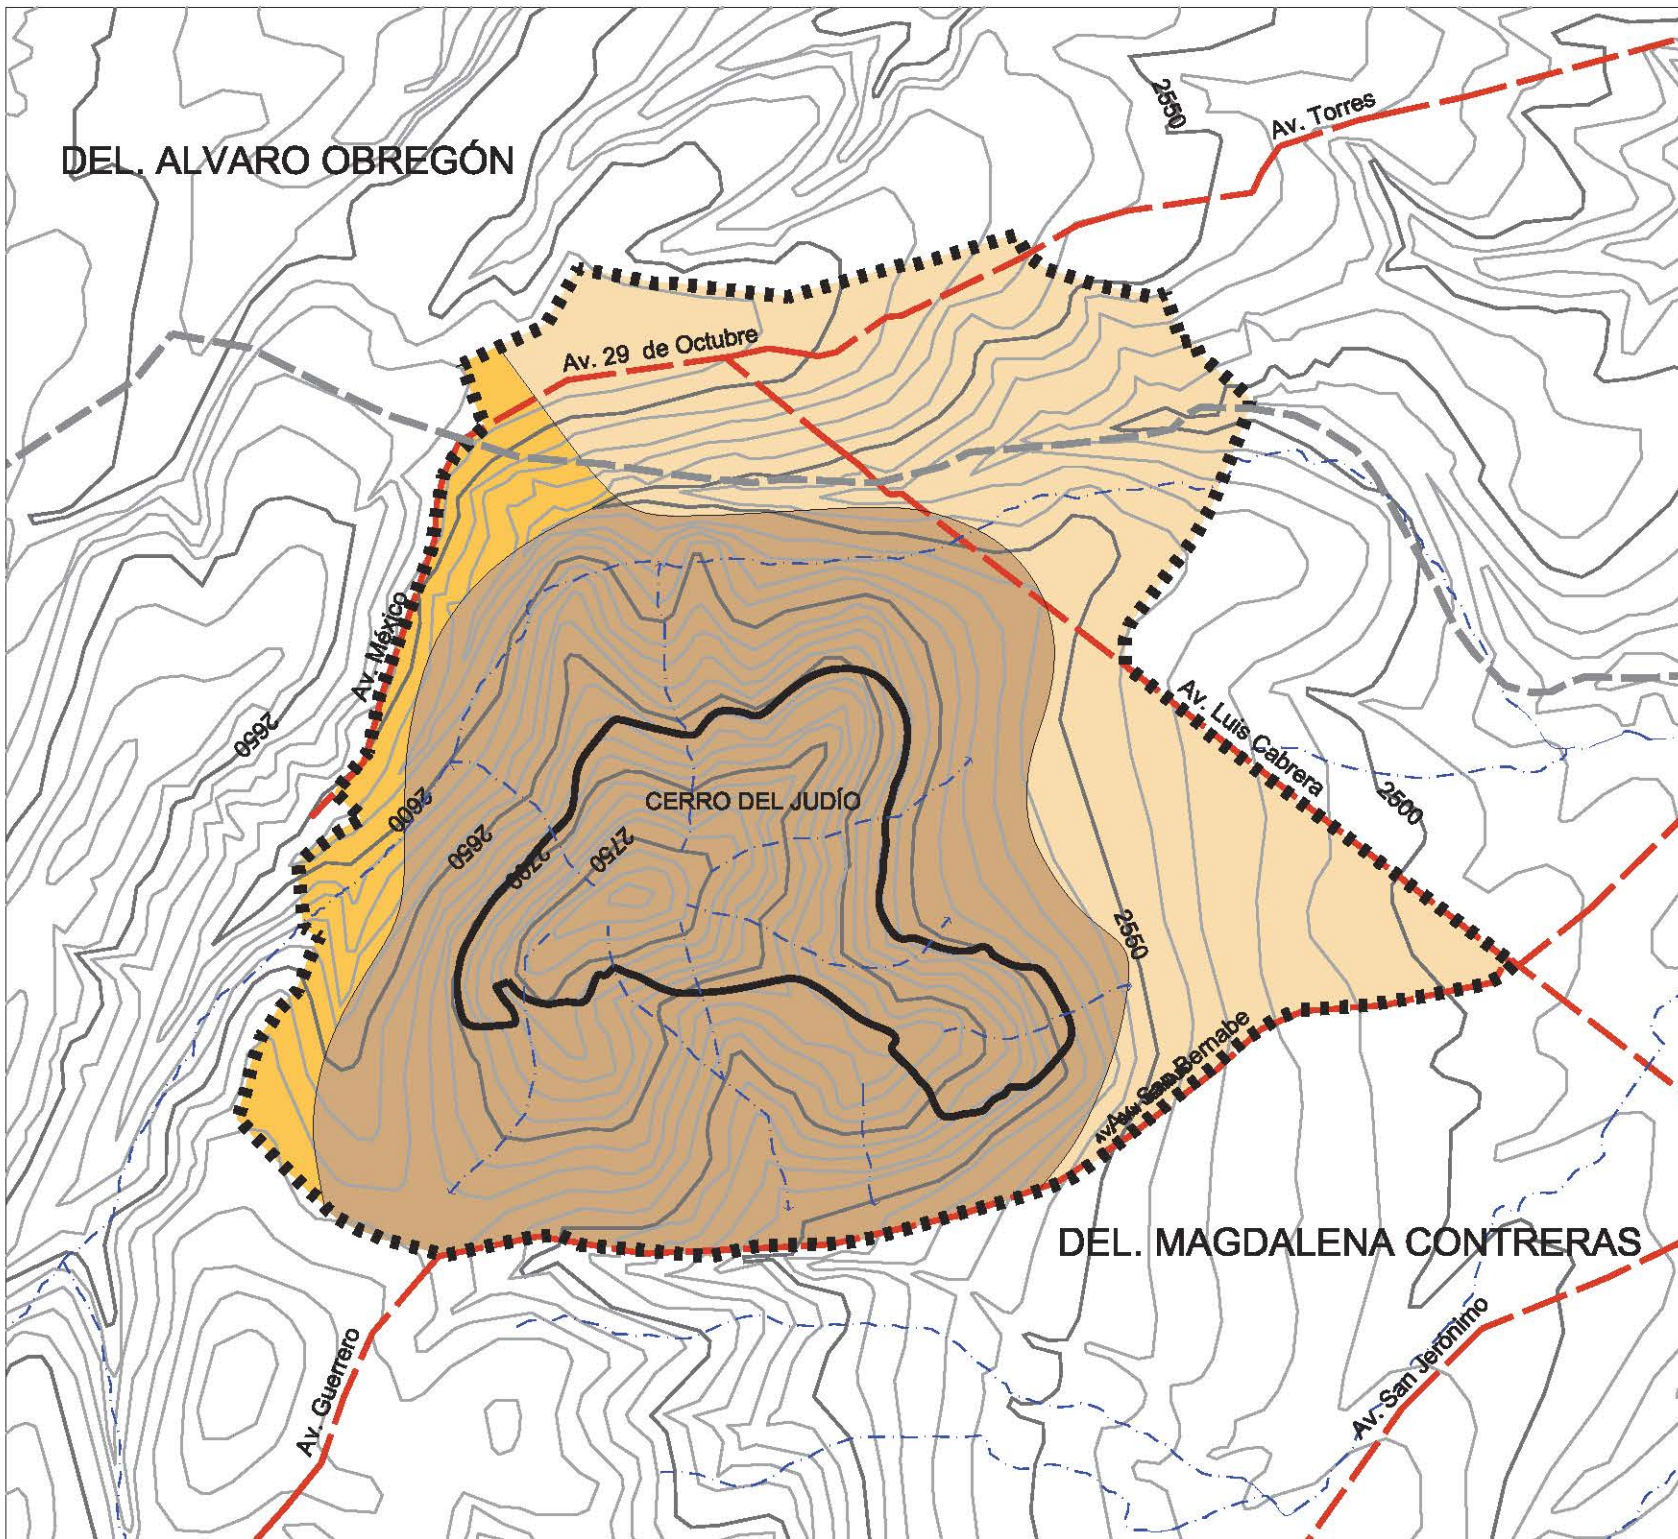 2550
Av. Torres
DEL. ALVARO OBREGÓN
Av. 29 de Octubre
Av. México
2650
Av. Luis Cabrera
2600
2650
2700
2750
CERRO DEL JUDÍO
2500
2550
Av. San Bernabe
DEL. MAGDALENA CONTRERAS
Av. Guerrero
Av. San Jerónimo